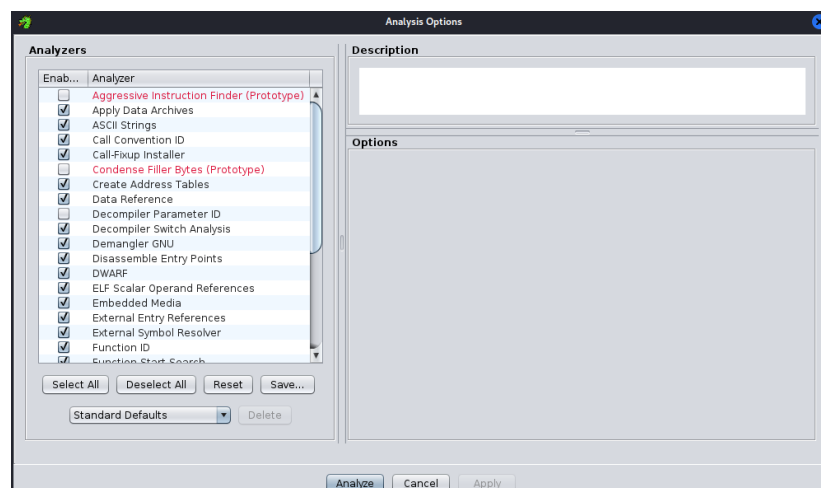 Analysis Options
Analyzers
Enab... Analyzer
Aggressive Instruction Finder (Prototype)
Apply Data Archives
ASCII Strings
Call Convention ID
Call-Fixup Installer
Condense Filler Bytes (Prototype)
Create Address Tables
Data Reference
Decompiler Parameter ID
Decompiler Switch Analysis
Demangler GNU
Disassemble Entry Points
DWARF
ELF Scalar Operand References
Embedded Media
External Entry References
External Symbol Resolver
Function ID
Function Start Search
Select All Deselect All Reset Save...
Standard Defaults Delete
Description
Options
Analyze Cancel Apply